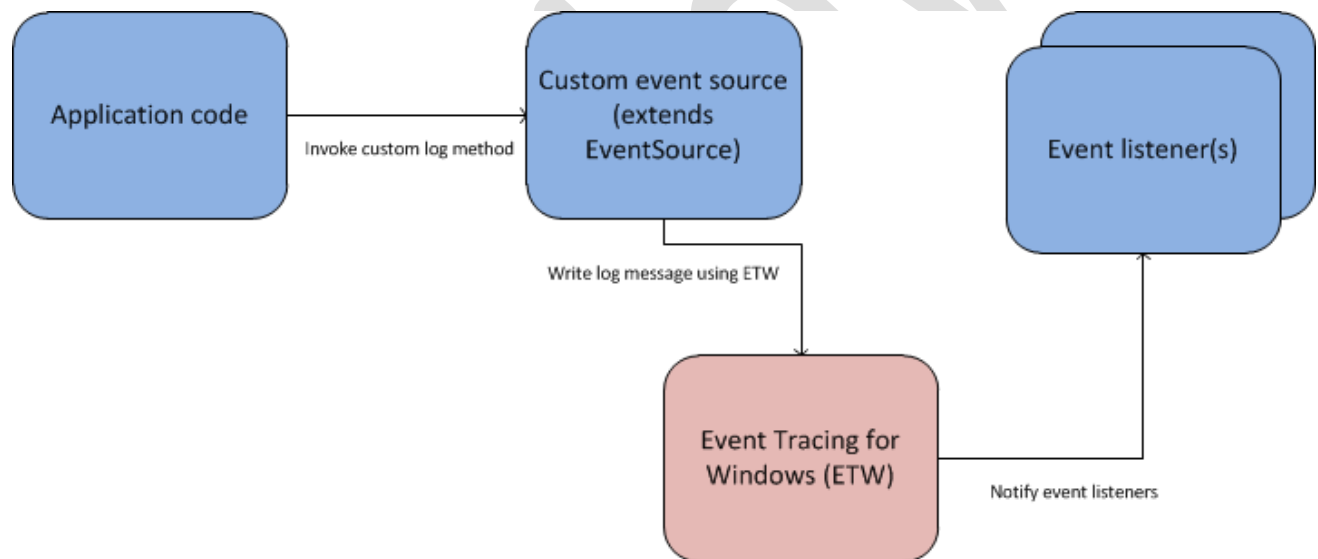 Application code
Invoke custom log method
Custom event source
(extends
EventSource)
Event listener(s)
Write log message using ETW
Event Tracing for
Windows (ETW)
Notify event listeners